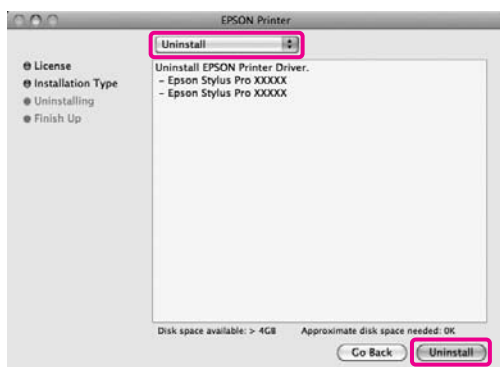 EPSON Printer
Uninstall
License
Installation Type
Uninstalling
Finish Up
Uninstall EPSON Printer Driver.
– Epson Stylus Pro XXXXX
– Epson Stylus Pro XXXXX
Disk space available: > 4GB Approximate disk space needed: 0K
Go Back Uninstall